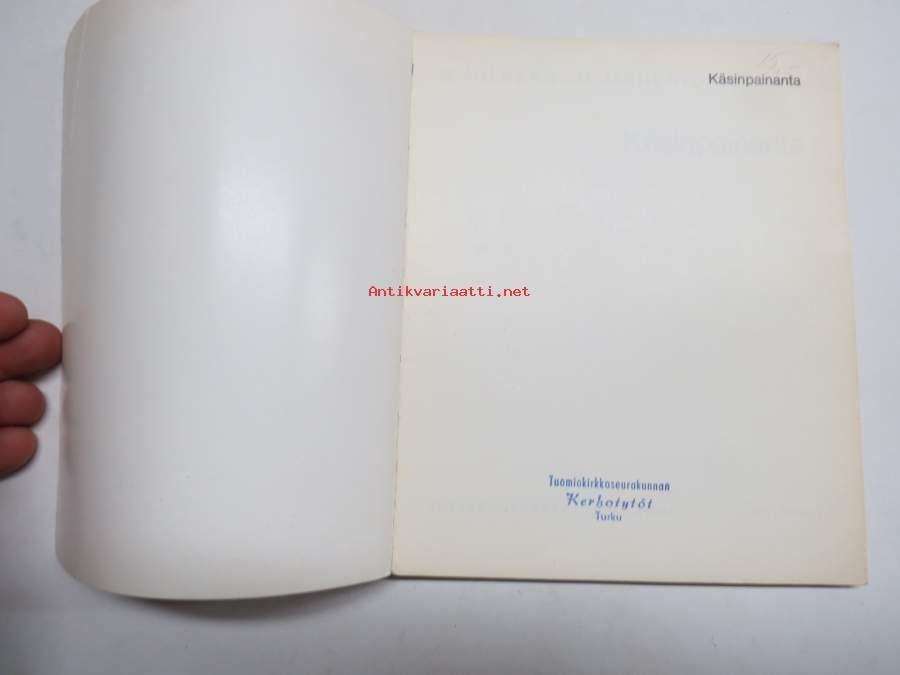 Käsinpainanta
Antikvariaatti.net
Tuomiokirkkoseurakunnan
Kerhotytöt
Turku